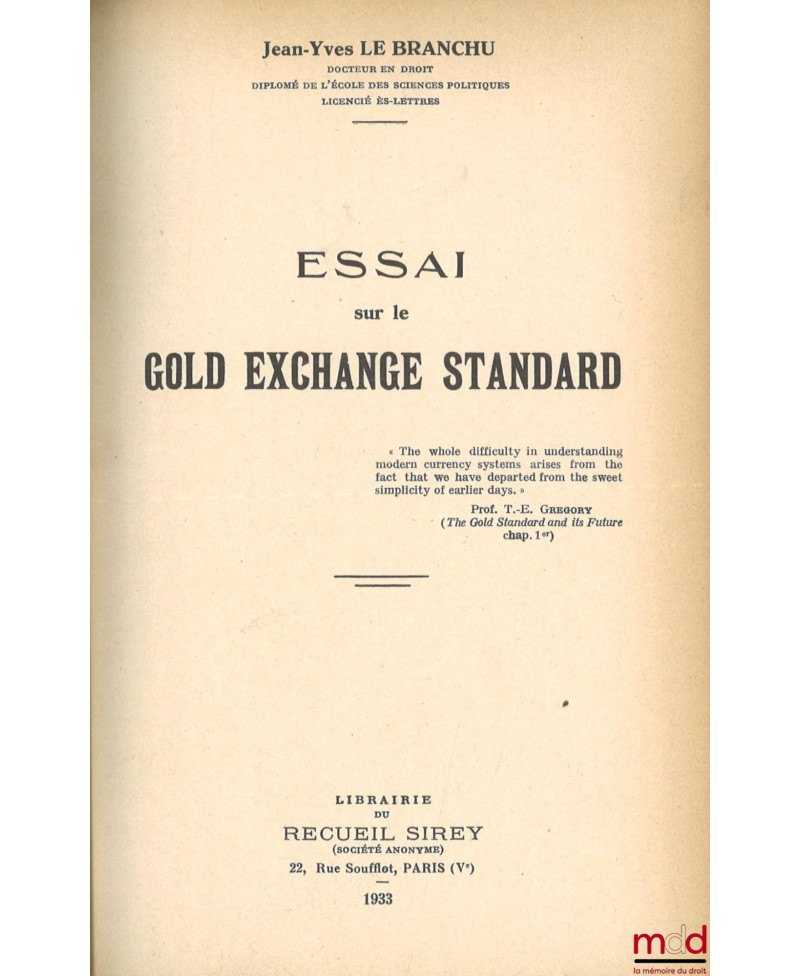 Jean-Yves LE BRANCHU
DOCTEUR EN DROIT
DIPLOMÉ DE L'ÉCOLE DES SCIENCES POLITIQUES
LICENCIÉ ÈS-LETTRES
ESSAI
sur le
GOLD EXCHANGE STANDARD
« The whole difficulty in understanding
modern currency systems arises from the
fact that we have departed from the sweet
simplicity of earlier days. »
Prof. T.-E. GREGORY
(The Gold Standard and its Future
chap. 1er)
LIBRAIRIE
DU
RECUEIL SIREY
(SOCIÉTÉ ANONYME)
22, Rue Soufflot, PARIS (Ve)
1933
mdd
la mémoire du droit